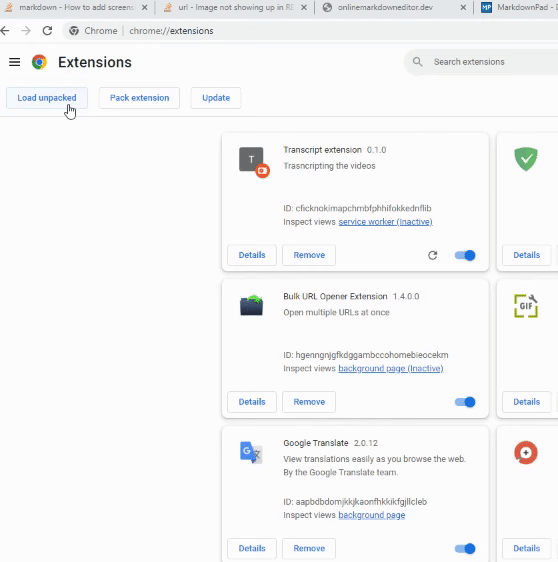 markdown - How to add screens
url - Image not showing up in RE
onlinemarkdowneditor.dev
MP
MarkdownPad - D
Chrome
chrome://extensions
Extensions
Search extensions
Load unpacked
Pack extension
Update
T
Transcript extension 0.1.0
Trasncripting the videos
ID: cficknokimapchmbfphhifokkednflib
Inspect views service worker (Inactive)
Details
Remove
Details
Bulk URL Opener Extension 1.4.0.0
Open multiple URLs at once
GIF
ID: hgenngnjgfkdggambccohomebieocekm
Inspect views background page (Inactive)
Details
Remove
Details
Google Translate 2.0.12
View translations easily as you browse the web.
By the Google Translate team.
ID: aapbdbdomjkkjkaonfhkkikfgjllcleb
Inspect views background page
Details
Remove
Details